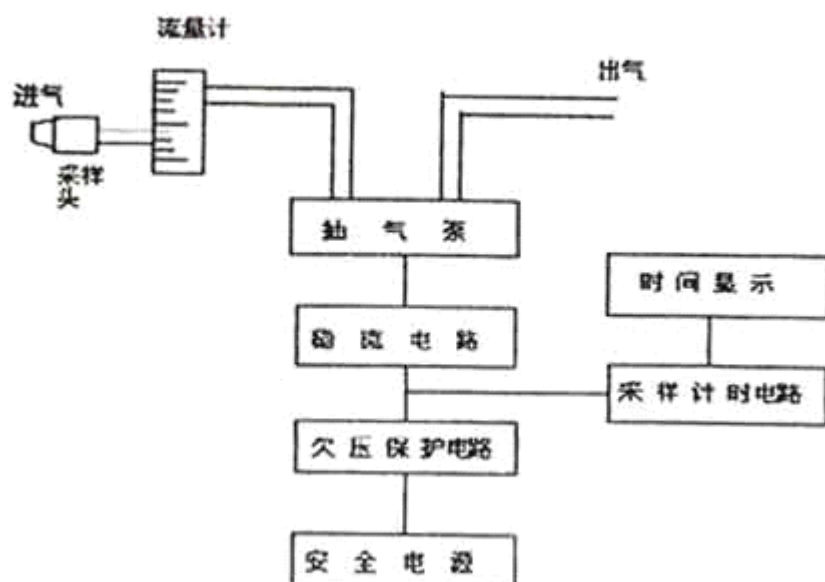 流量计
出气
进气
采样
头
抽气泵
时间显示
稳流电路
采样计时电路
欠压保护电路
安全电源